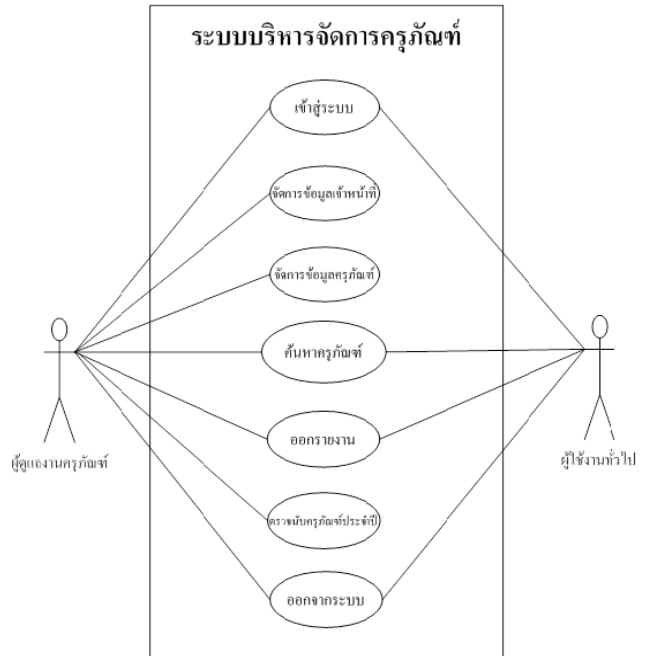 ระบบบริหารจัดการครุภัณฑ์
เข้าสู่ระบบ
จัดการข้อมูลเจ้าหน้าที่
จัดการข้อมูลครุภัณฑ์
ค้นหาครุภัณฑ์
ออกรายงาน
ตรวจนับครุภัณฑ์ประจำปี
ออกจากระบบ
ผู้ดูแลงานครุภัณฑ์
ผู้ใช้งานทั่วไป